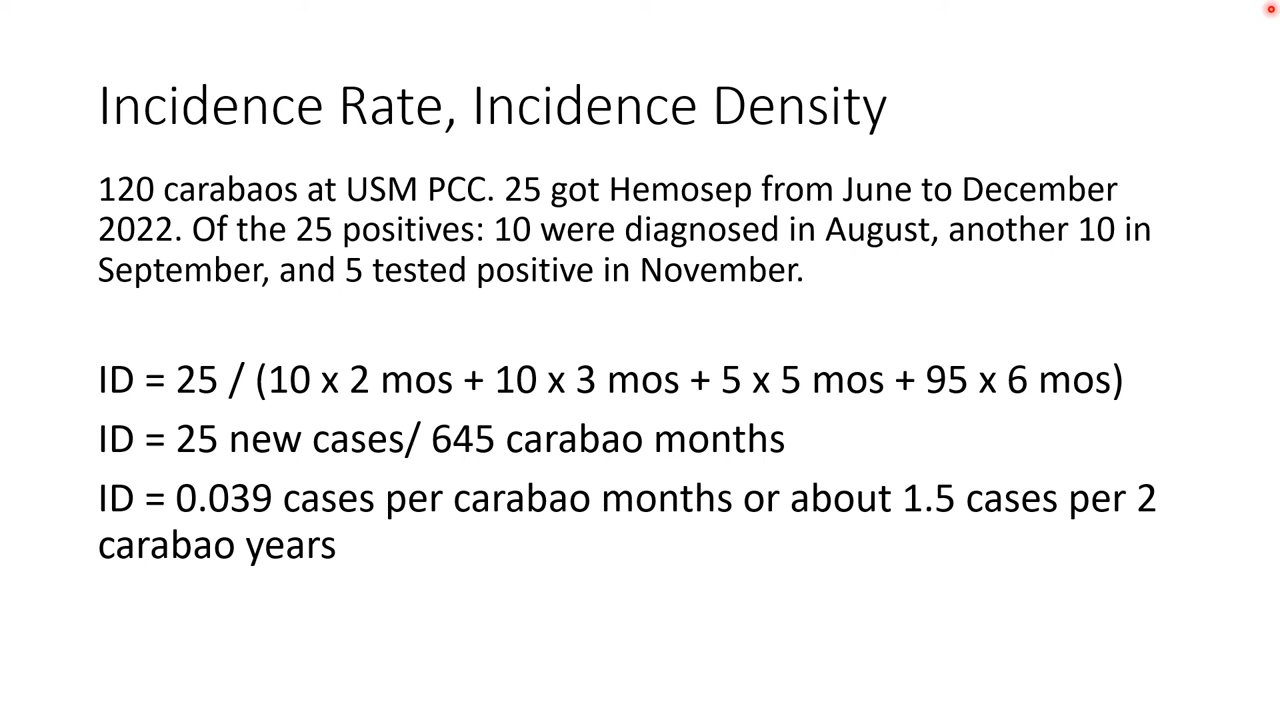 Incidence Rate, Incidence Density
120 carabaos at USM PCC. 25 got Hemosep from June to December
2022. Of the 25 positives: 10 were diagnosed in August, another 10 in
September, and 5 tested positive in November.
ID = 25 / (10 x 2 mos + 10 x 3 mos + 5 x 5 mos + 95 x 6 mos)
ID = 25 new cases/ 645 carabao months
ID = 0.039 cases per carabao months or about 1.5 cases per 2
carabao years